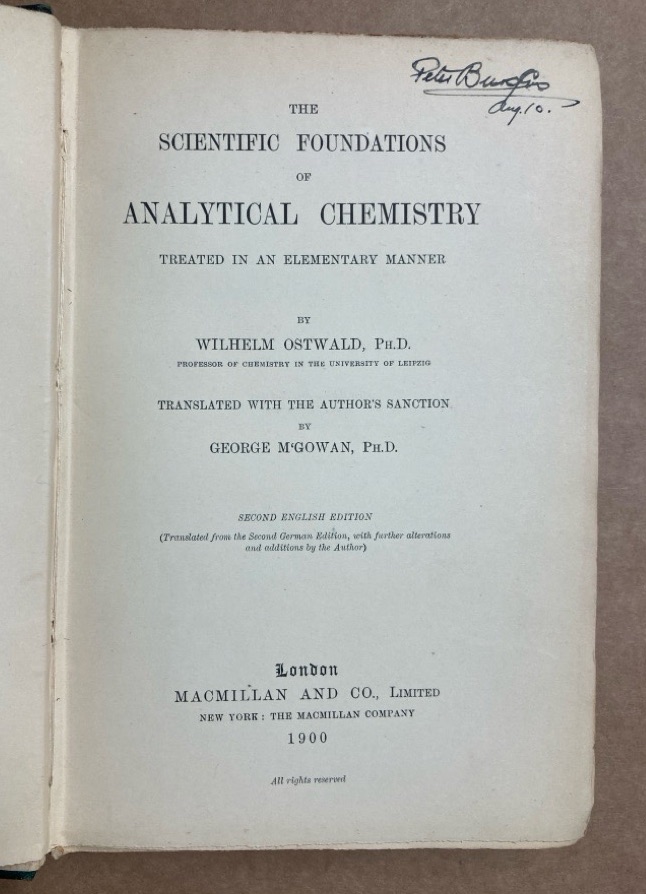 Peter
Aug. 10.
THE
SCIENTIFIC FOUNDATIONS
OF
ANALYTICAL CHEMISTRY
TREATED IN AN ELEMENTARY MANNER
BY
WILHELM OSTWALD, PH.D.
PROFESSOR OF CHEMISTRY IN THE UNIVERSITY OF LEIPZIG
TRANSLATED WITH THE AUTHOR'S SANCTION
BY
GEORGE M‘GOWAN, PH.D.
SECOND ENGLISH EDITION
(Translated from the Second German Edition, with further alterations
and additions by the Author)
London
MACMILLAN AND CO., LIMITED
NEW YORK: THE MACMILLAN COMPANY
1900
All rights reserved